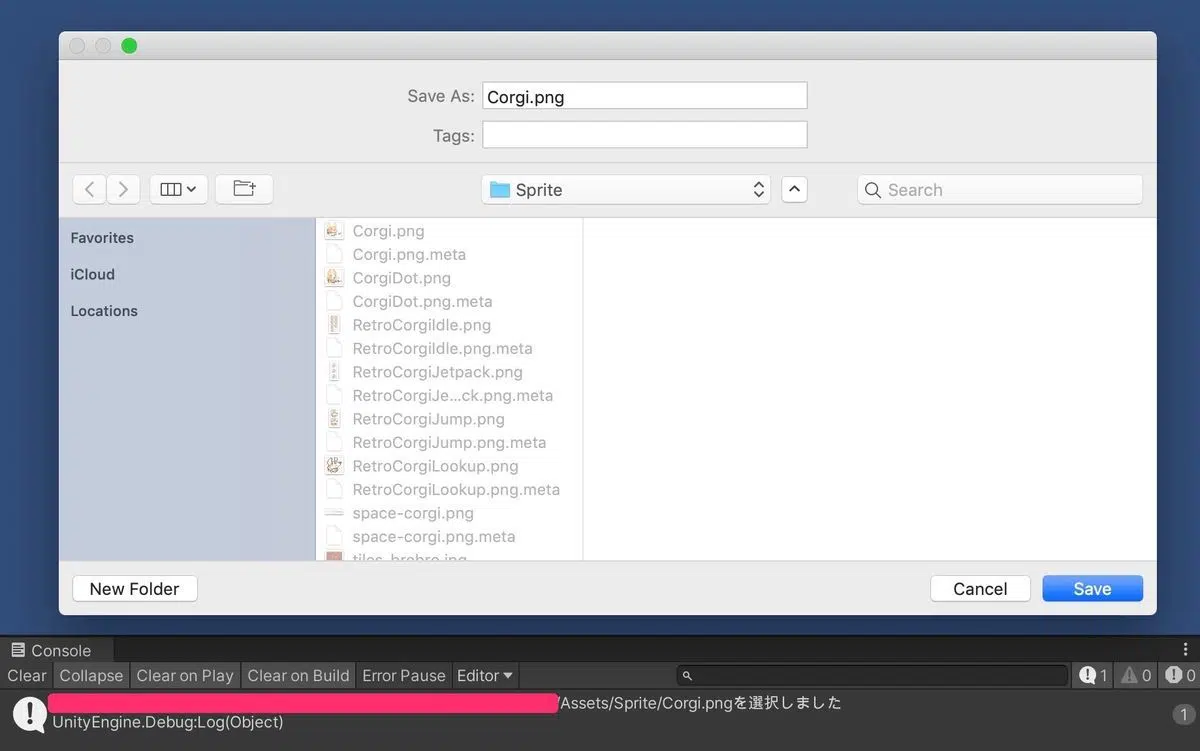 Save As: Corgi.png
Tags:
Sprite
Search
Favorites
iCloud
Locations
Corgi.png
Corgi.png.meta
CorgiDot.png
CorgiDot.png.meta
RetroCorgiIdle.png
RetroCorgiIdle.png.meta
RetroCorgiJetpack.png
RetroCorgiJe...ck.png.meta
RetroCorgiJump.png
RetroCorgiJump.png.meta
RetroCorgiLookup.png
RetroCorgiLookup.png.meta
space-corgi.png
space-corgi.png.meta
New Folder
Cancel
Save
Console
Clear Collapse Clear on Play Clear on Build Error Pause Editor 1 0 0
/Assets/Sprite/Corgi.pngを選択しました
UnityEngine.Debug:Log(Object)
1